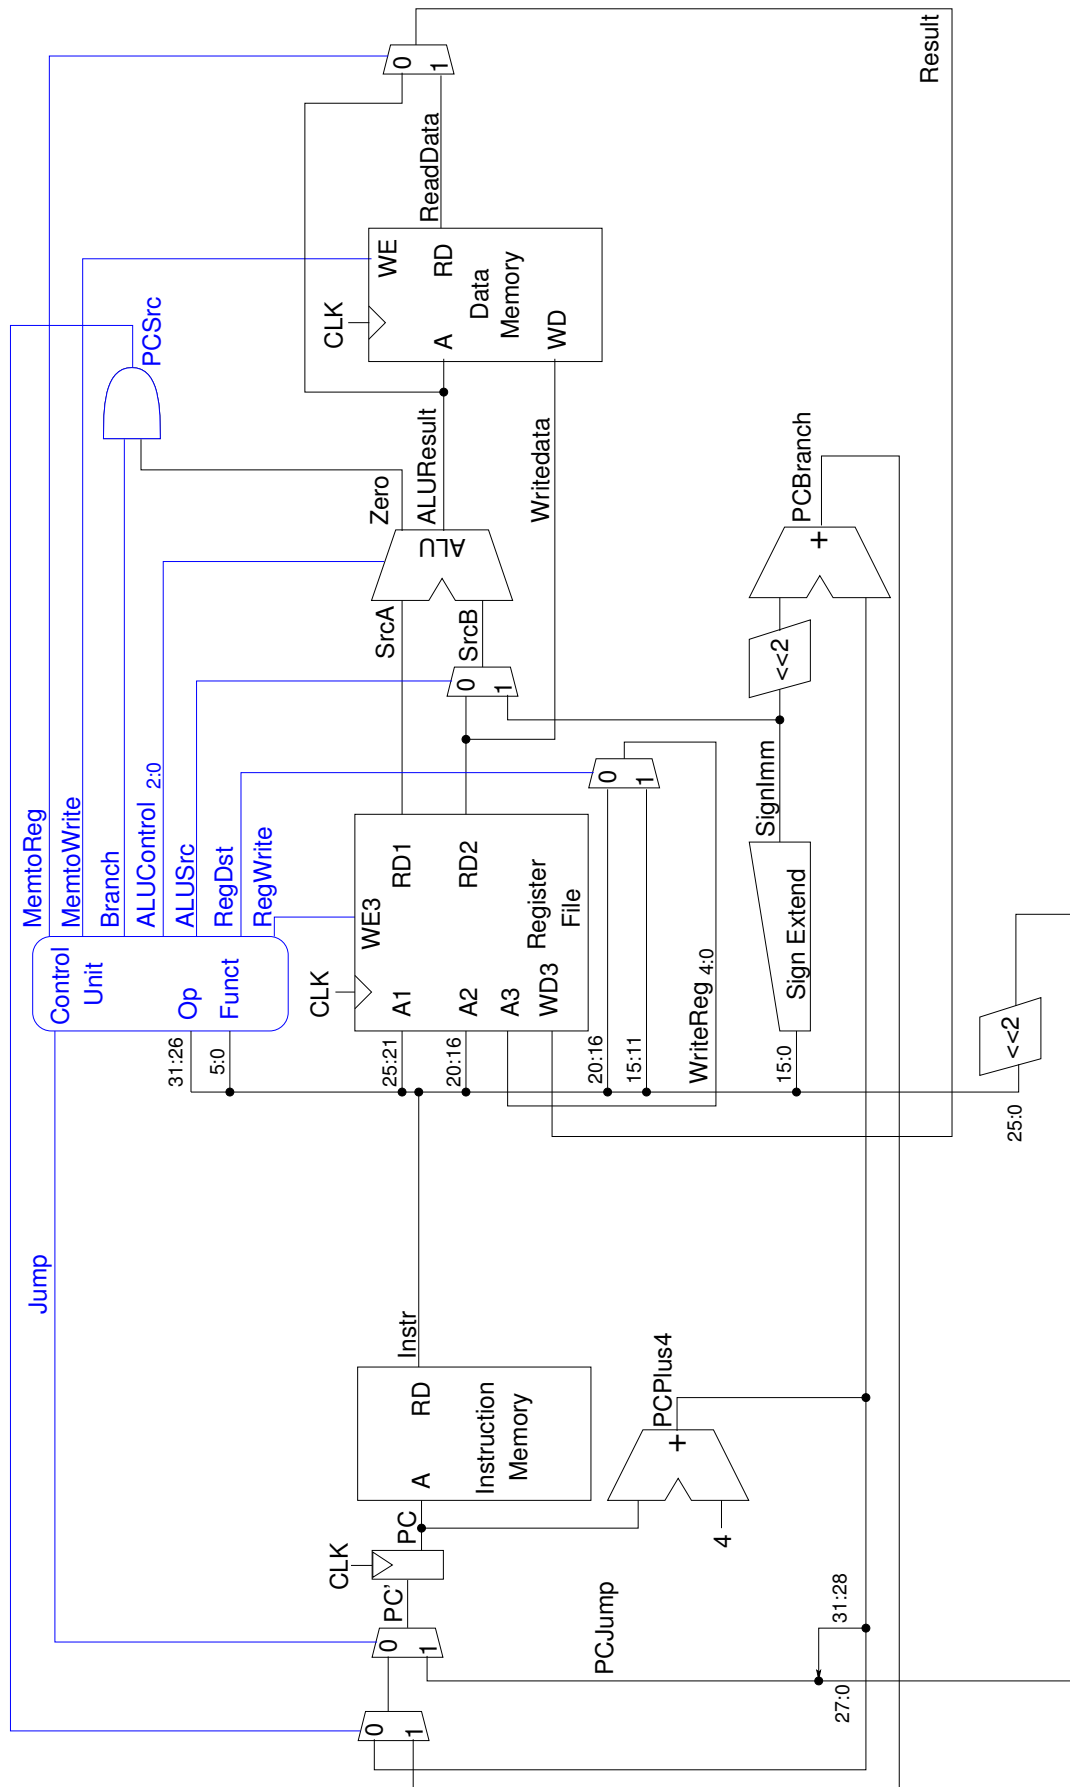 Jump
MemtoReg
MemtoWrite
Branch
ALUControl 2:0
ALUSrc
RegDst
RegWrite
Control
Unit
Op
Funct
31:26
5:0
PCSrc
CLK
PC'
PC
0
1
0
1
A
RD
Instruction
Memory
Instr
4
+
PCPlus4
PCJump
27:0
31:28
CLK
25:21
20:16
A1
A2
A3
WD3
WE3
RD1
RD2
Register
File
20:16
15:11
0
1
WriteReg 4:0
15:0
Sign Extend
SignImm
25:0
<<2
<<2
+
PCBranch
0
1
SrcA
SrcB
ALU
Zero
ALUResult
Writedata
CLK
WE
A
RD
Data
Memory
WD
ReadData
0
1
Result